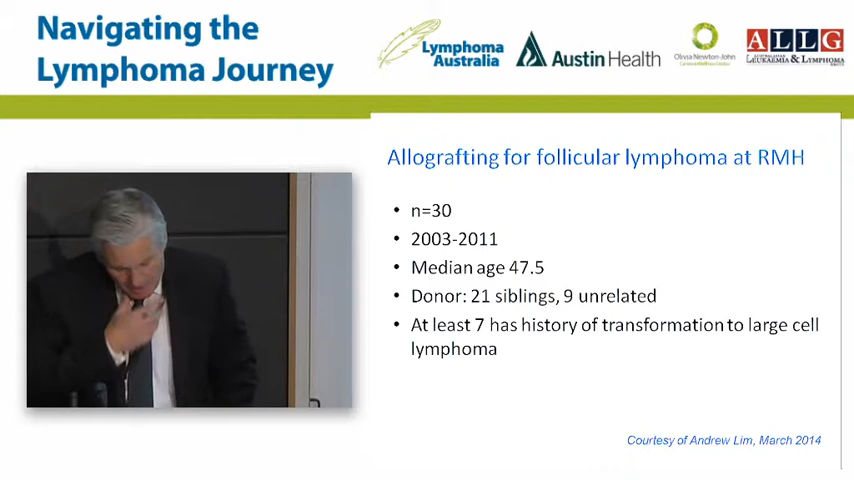 Navigating the
Lymphoma Journey
Lymphoma
Australia
Austin Health
Olivia Newton-John
ALLG
LEUKAEMIA & LYMPHOMA
Allografting for follicular lymphoma at RMH
• n=30
• 2003-2011
• Median age 47.5
• Donor: 21 siblings, 9 unrelated
• At least 7 has history of transformation to large cell
lymphoma
Courtesy of Andrew Lim, March 2014